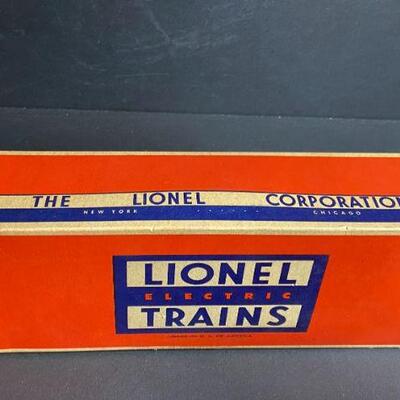 THE LIONEL CORPORATION
NEW YORK CHICAGO
LIONEL
ELECTRIC
TRAINS